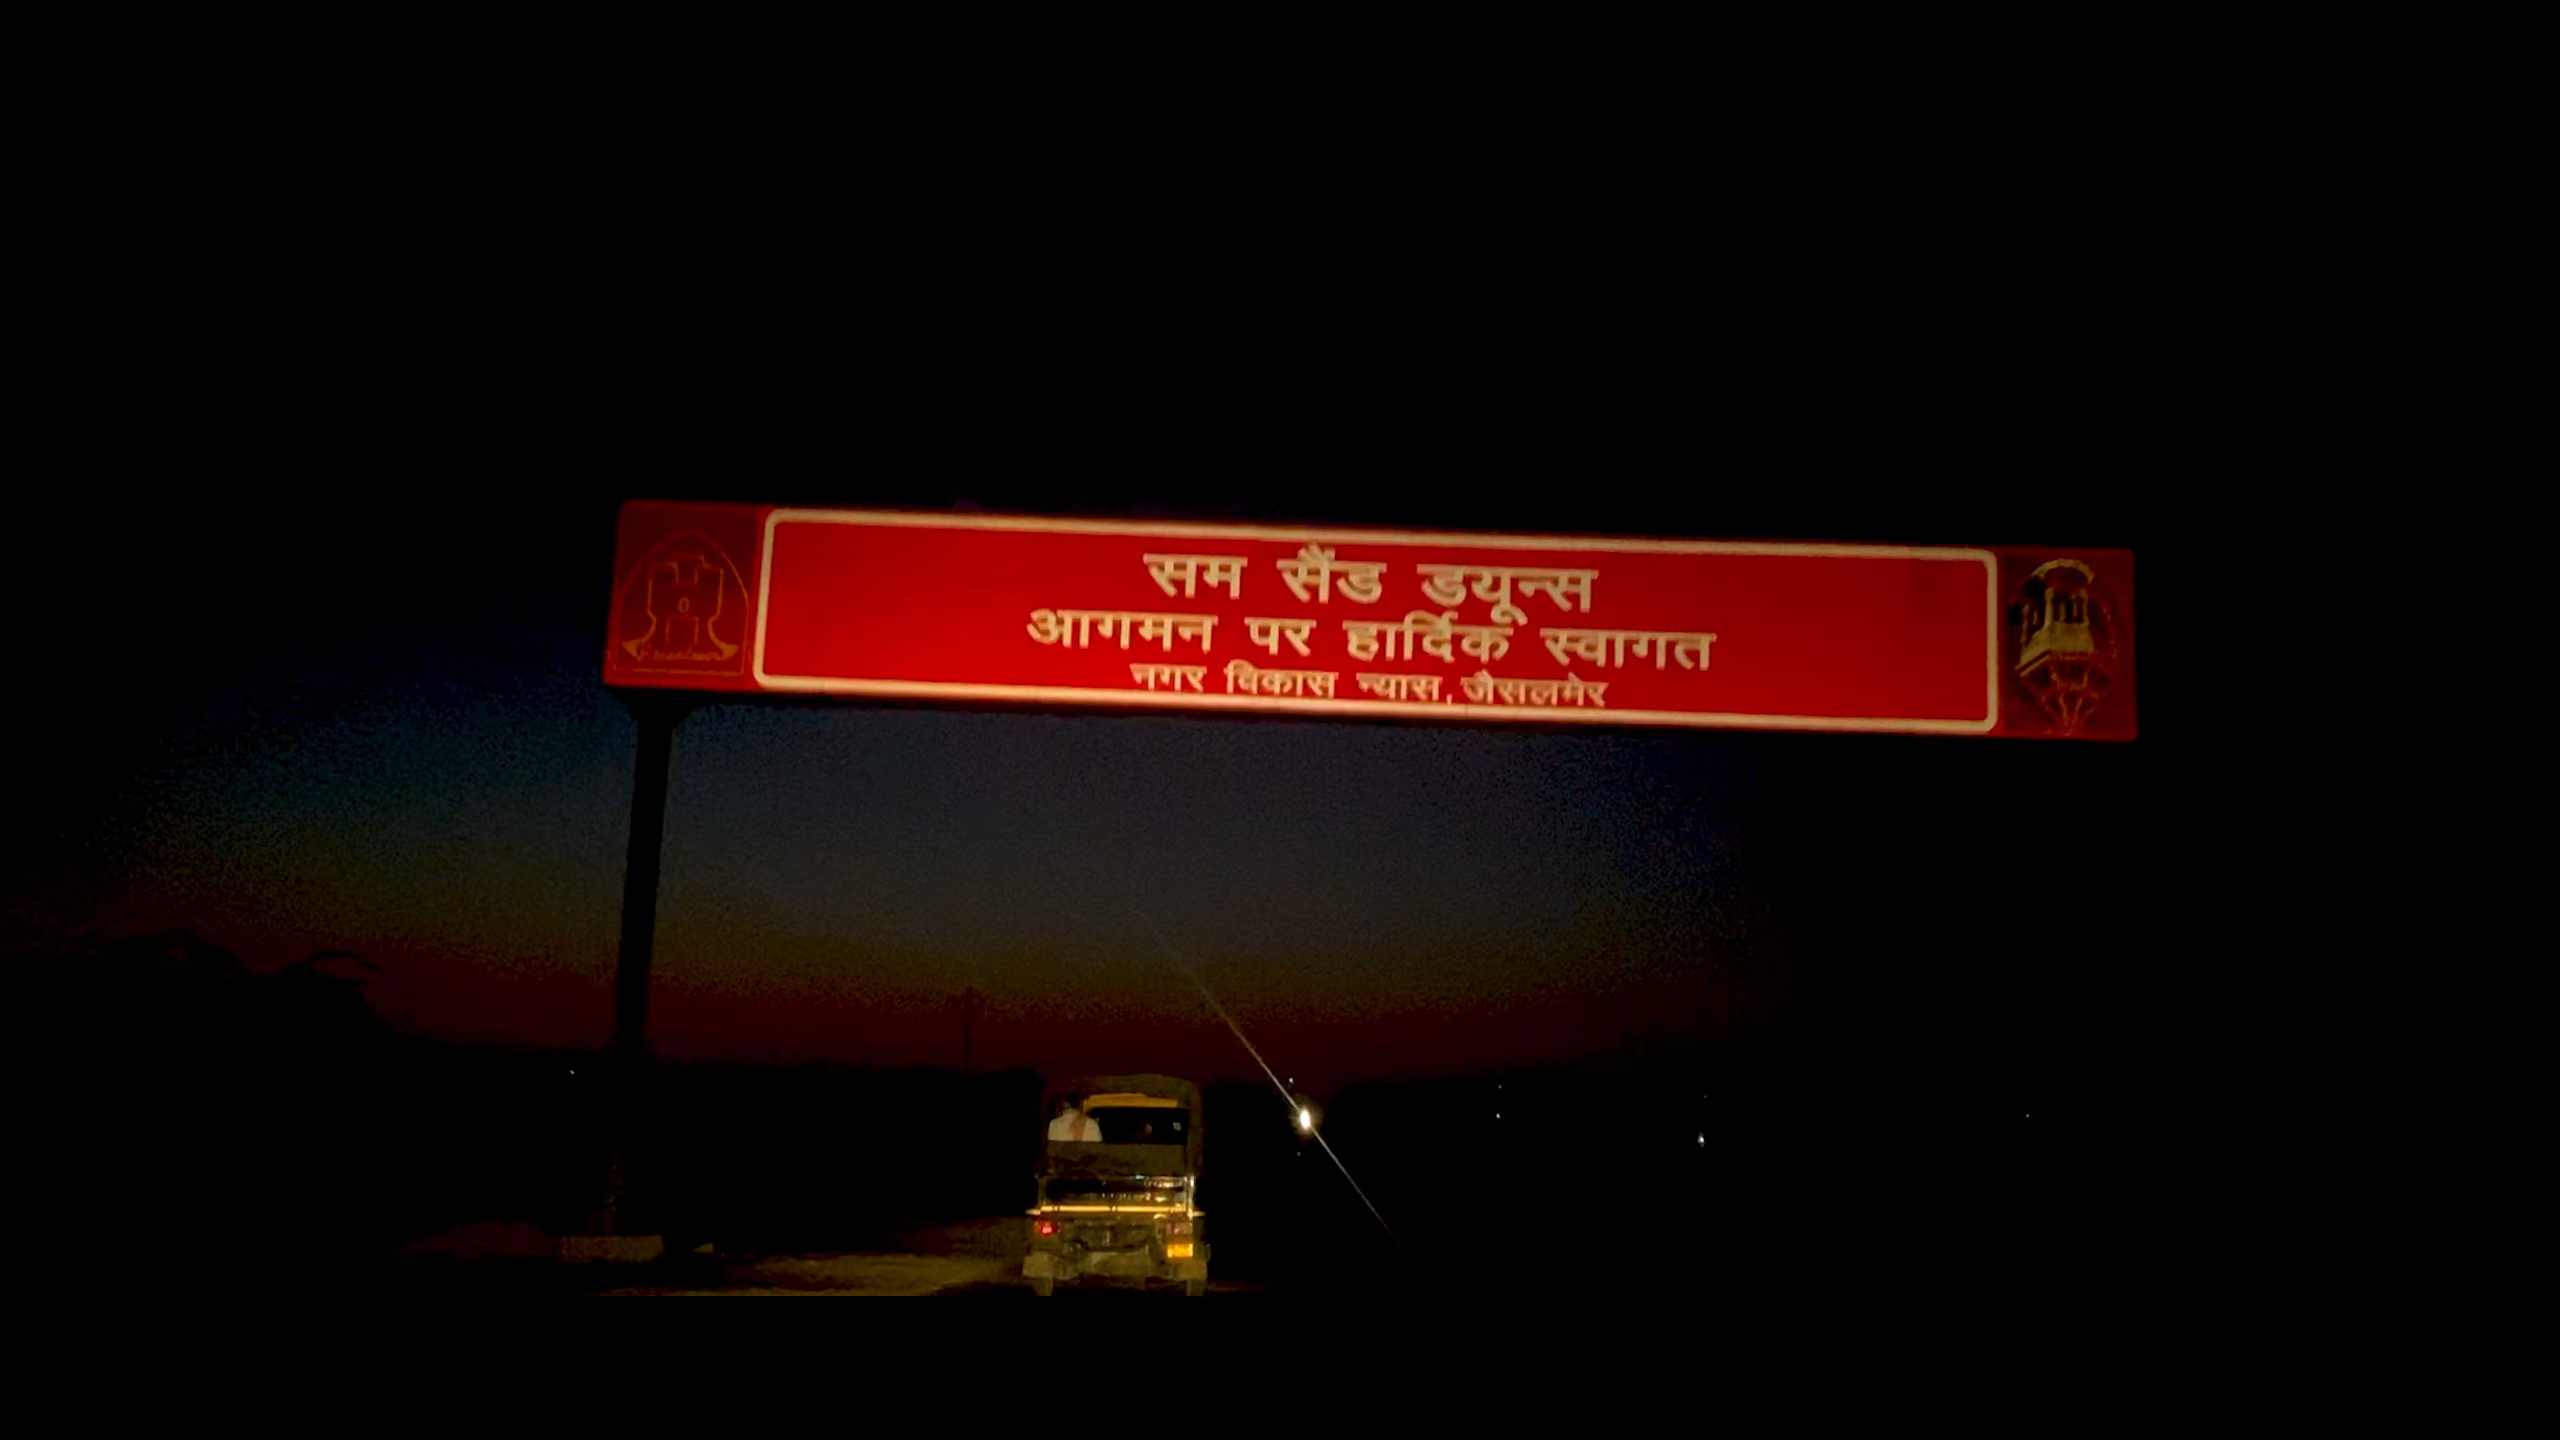 सम सैंड डयून्स
आगमन पर हार्दिक स्वागत
नगर विकास न्यास, जैसलमेर